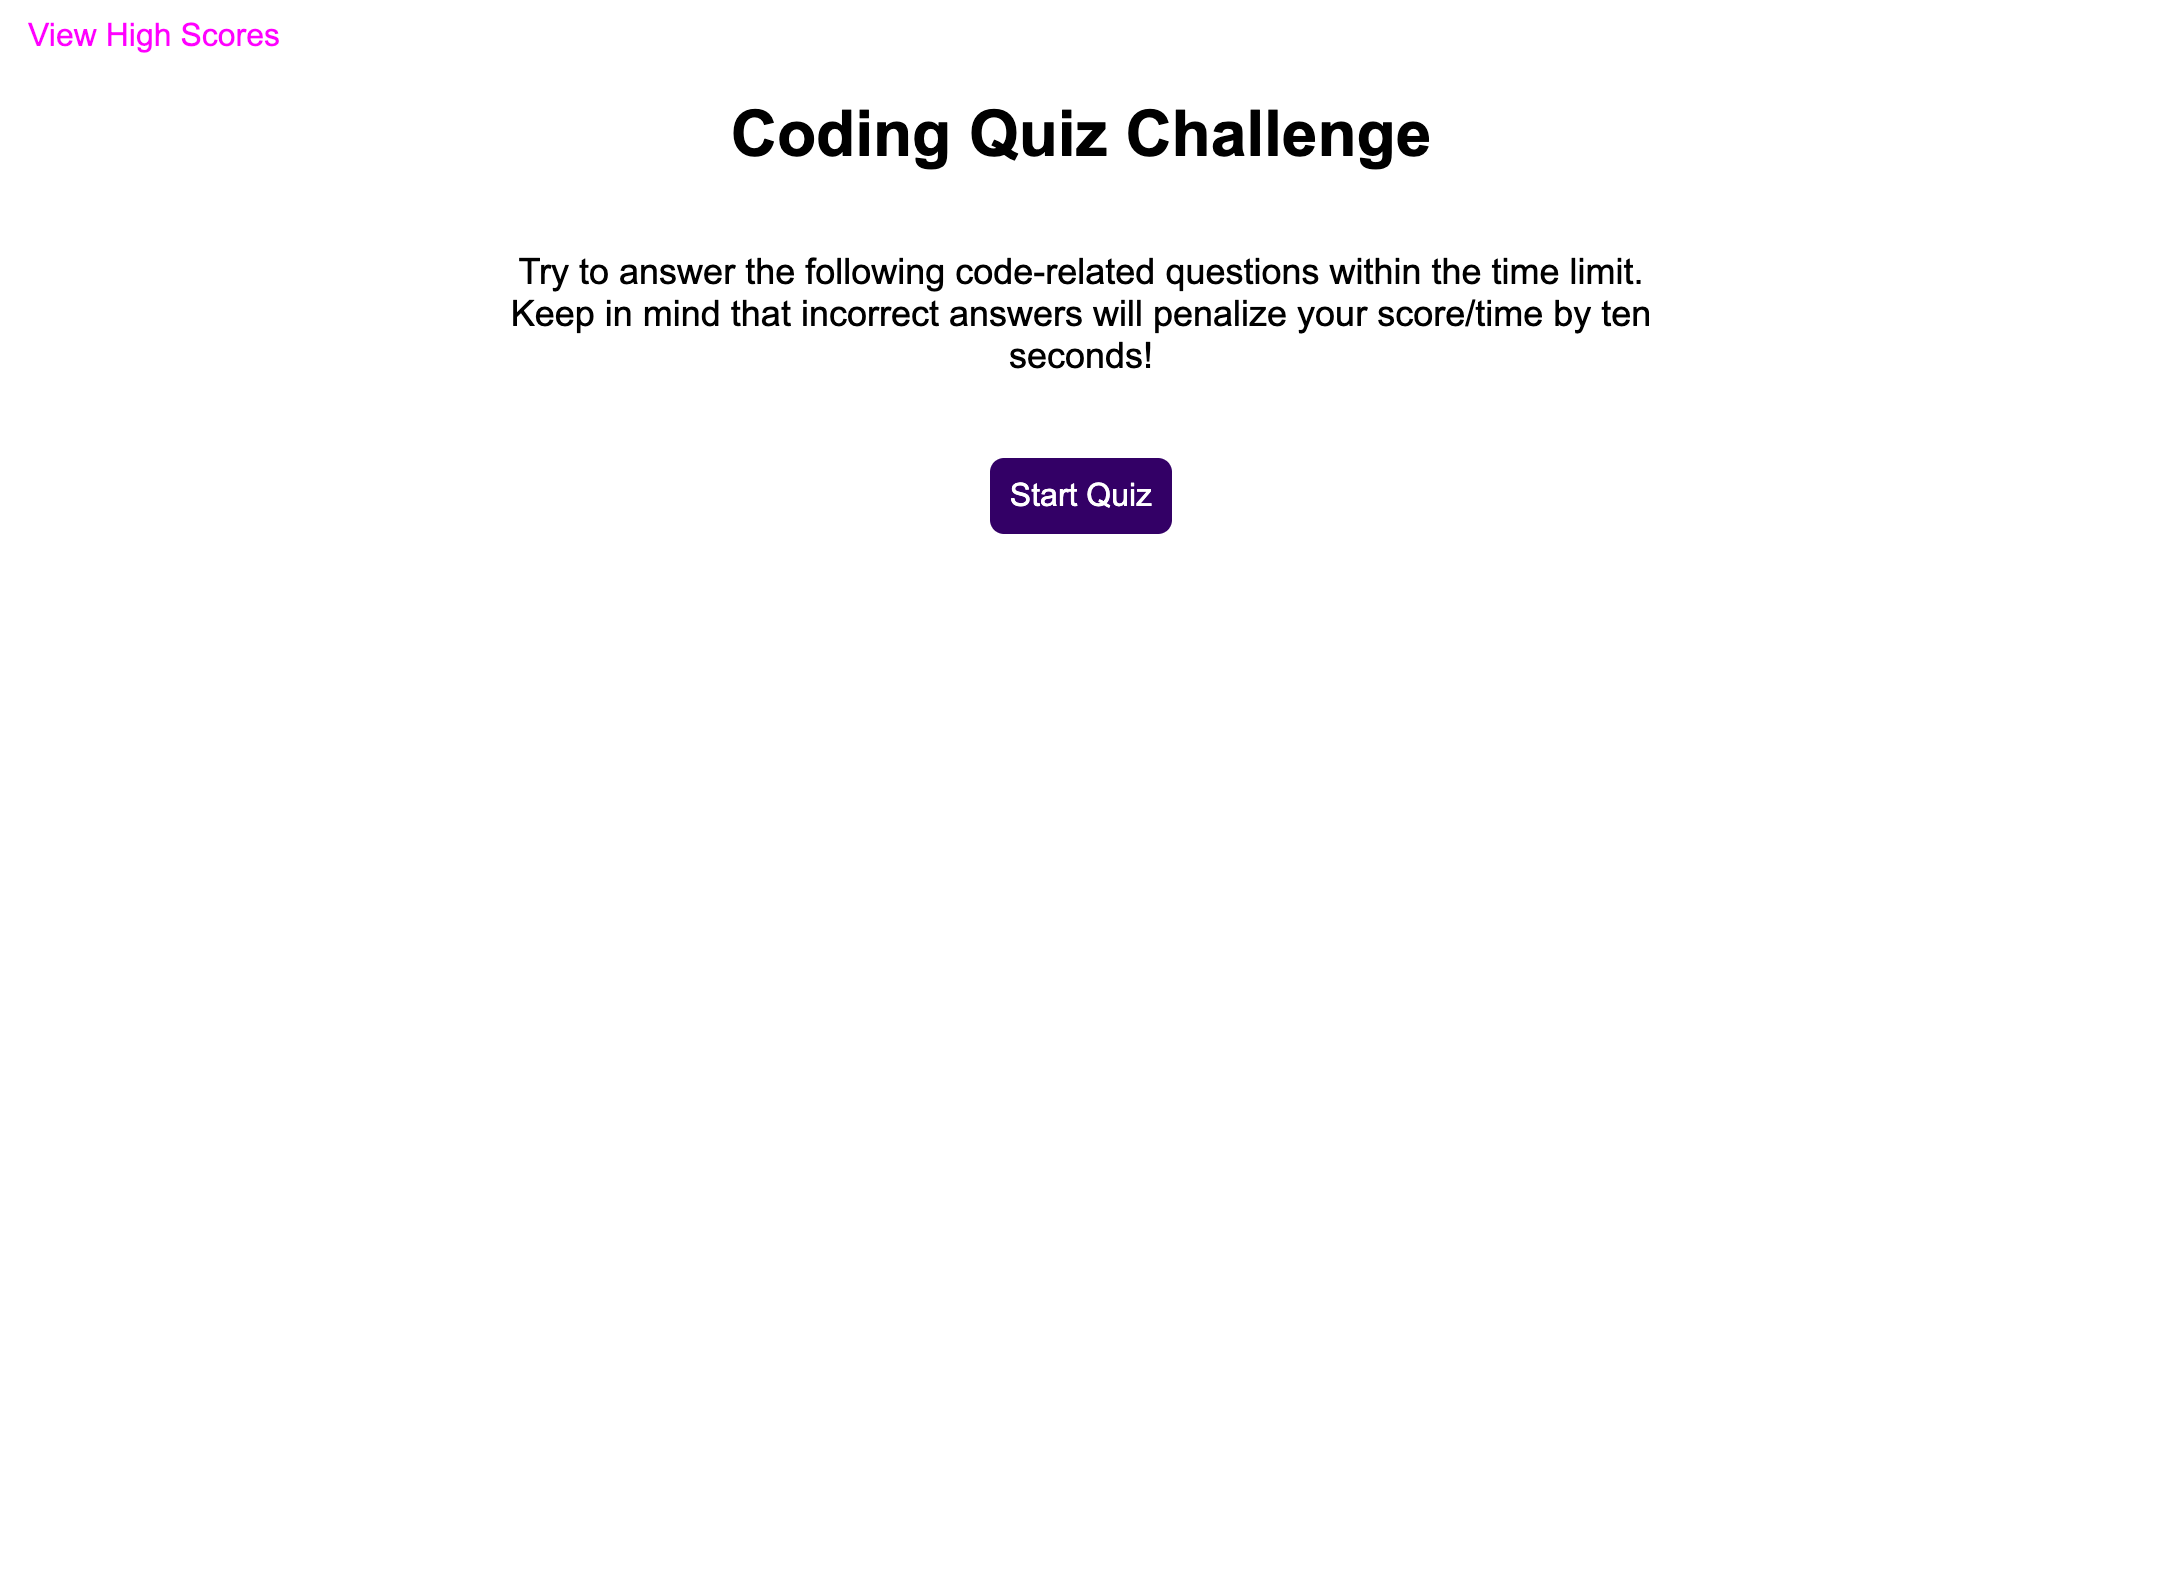 View High Scores
Coding Quiz Challenge
Try to answer the following code-related questions within the time limit.
Keep in mind that incorrect answers will penalize your score/time by ten
seconds!
Start Quiz